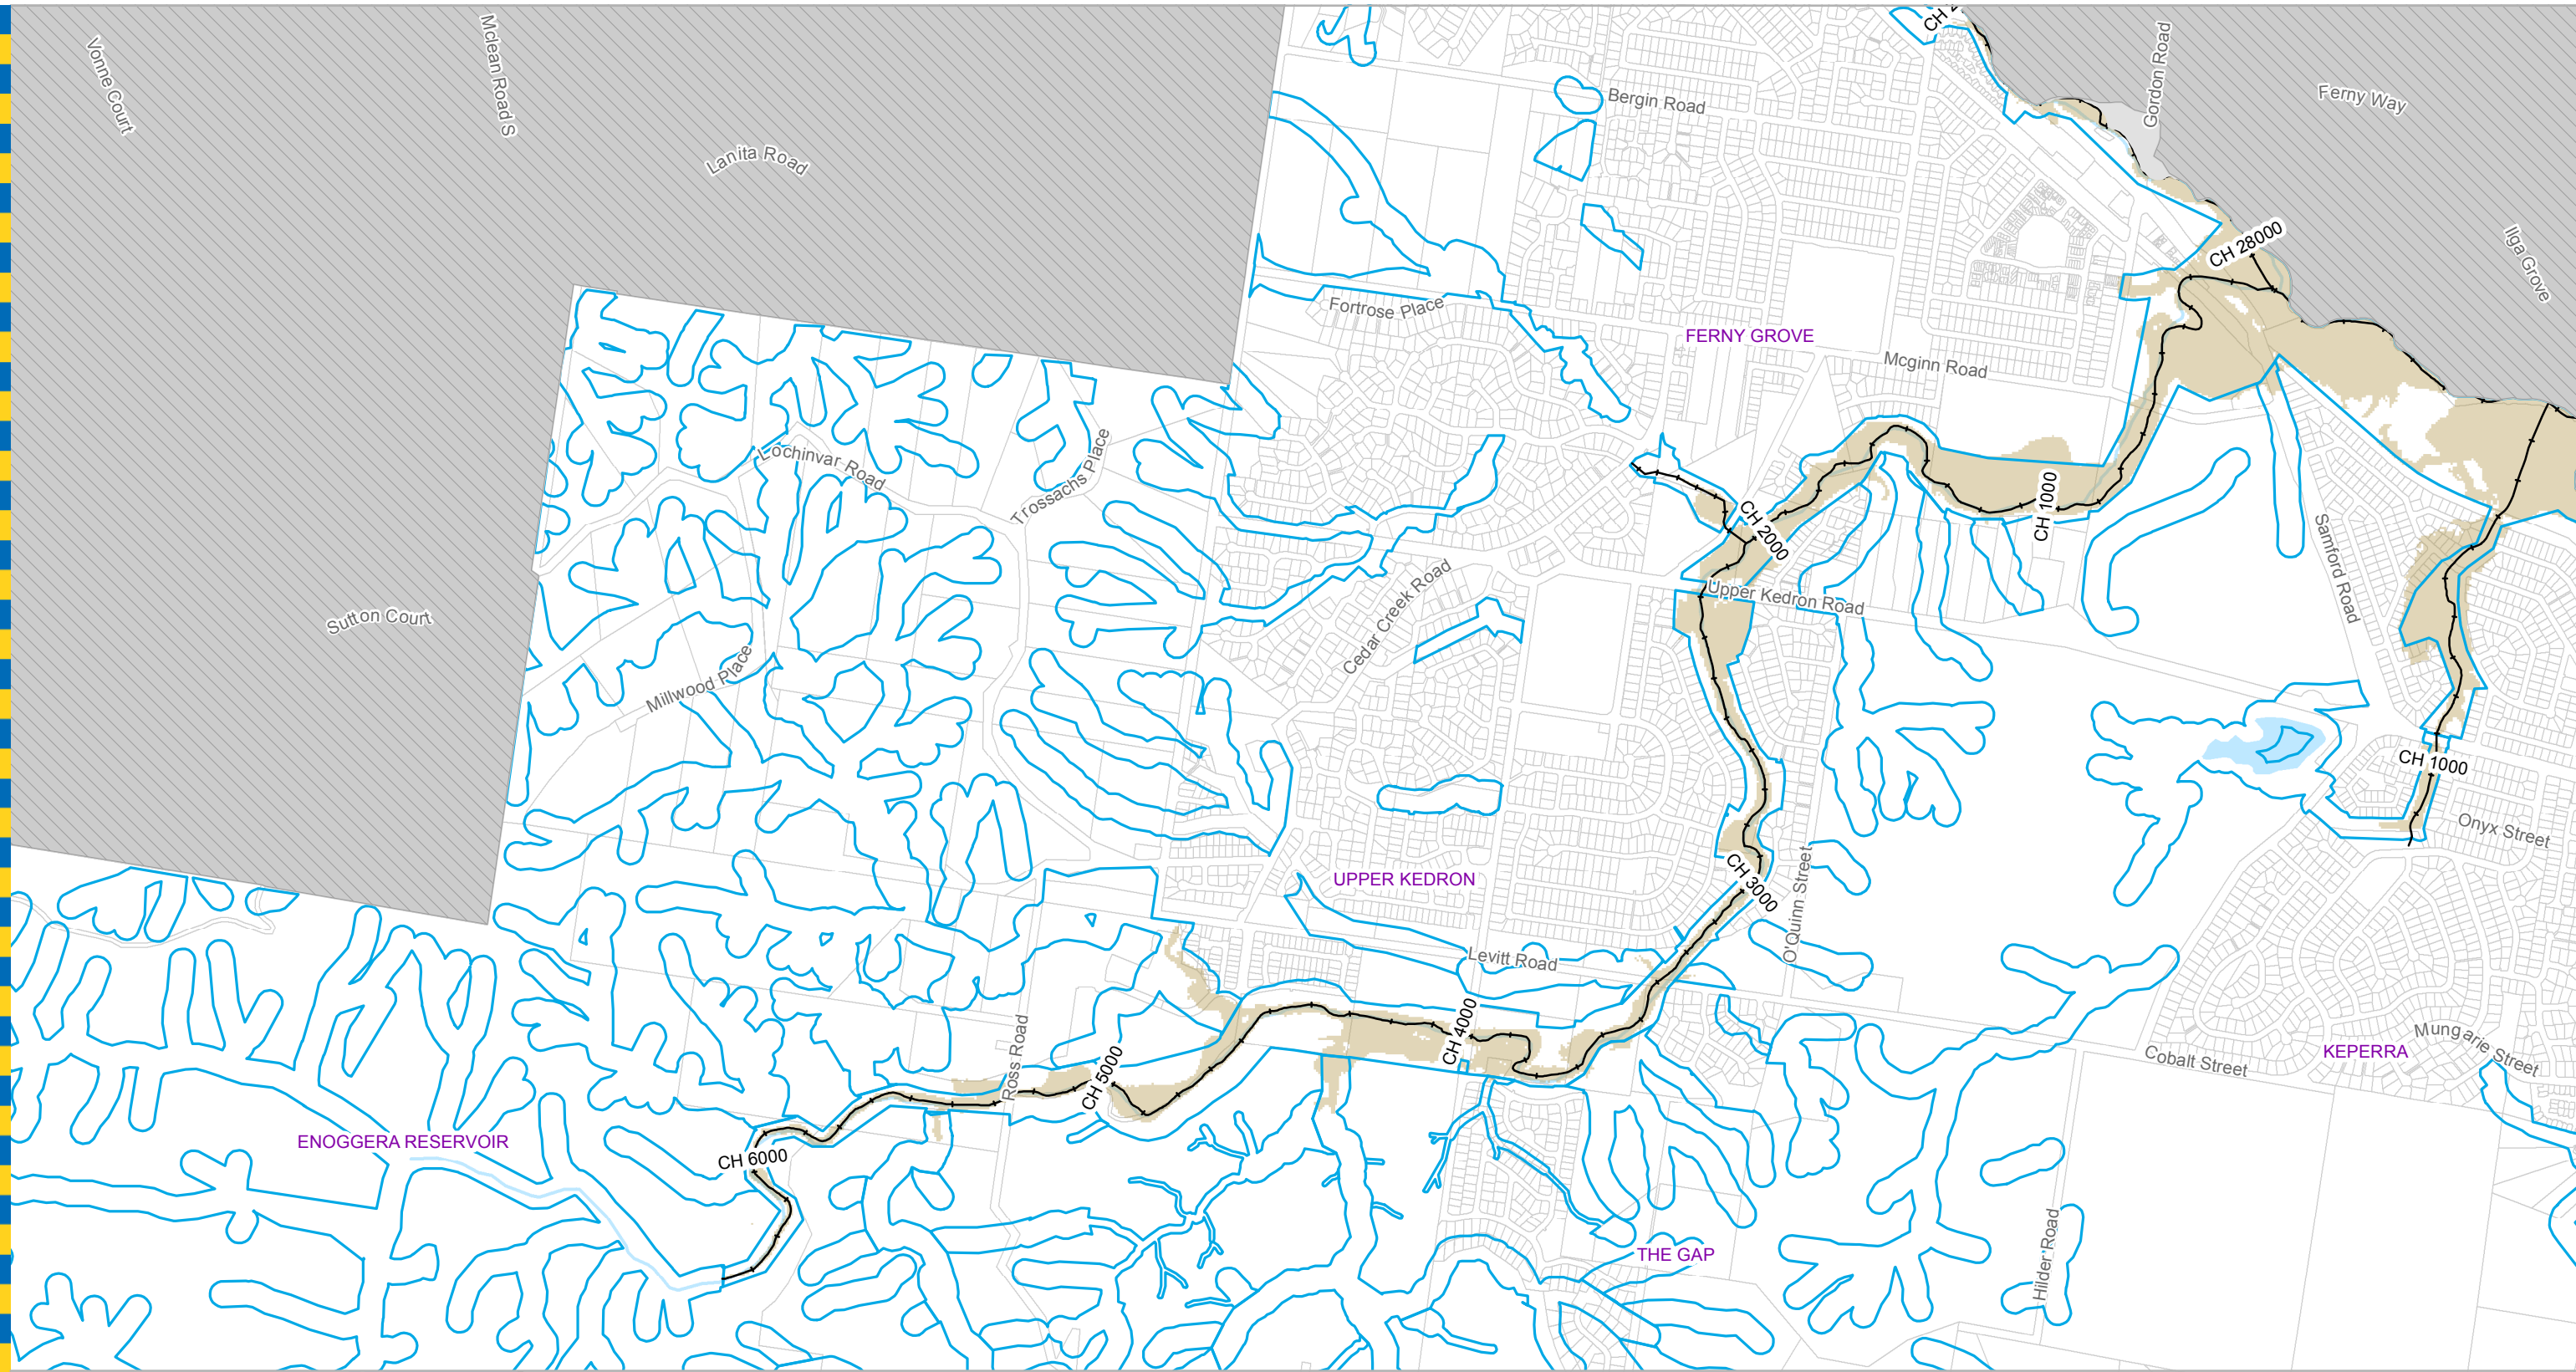 Vonne Court
Mclean Road S
Lanita Road
Gordon Road
Ferny Way
Bergin Road
CH 28000
Ilga Grove
Fortrose Place
FERNY GROVE
Mcginn Road
Lochinvar Road
Trossachs Place
CH 2000
CH 1000
Samford Road
Cedar Creek Road
Upper Kedron Road
Sutton Court
Millwood Place
CH 1000
Onyx Street
UPPER KEDRON
CH 3000
O'Quinn Street
Levitt Road
CH 4000
Ross Road
CH 5000
Cobalt Street
KEPERRA
Mungarie Street
ENOGGERA RESERVOIR
CH 6000
THE GAP
Hilder Road